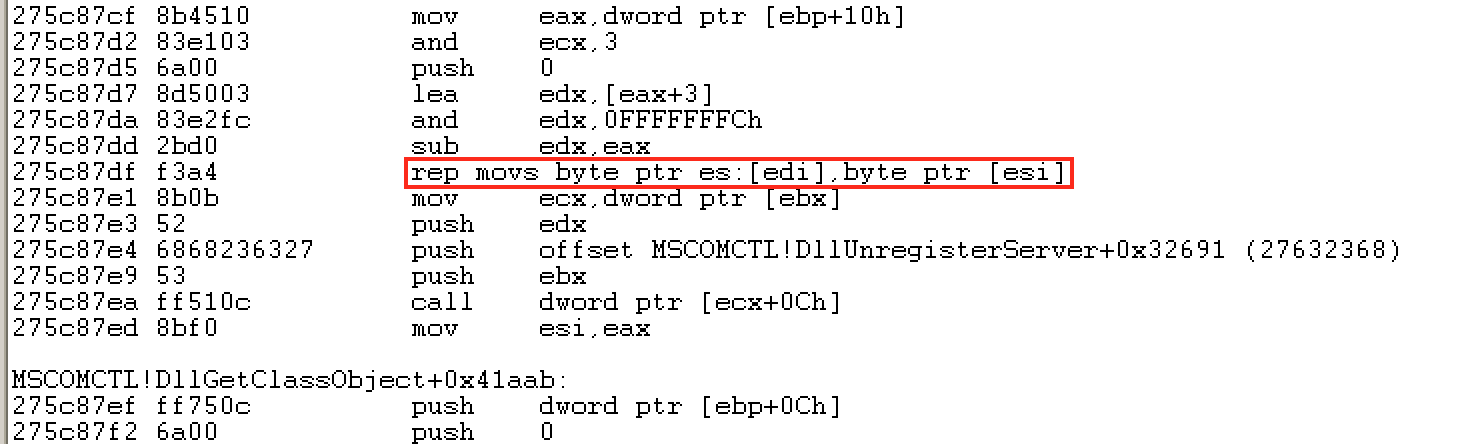 275c87cf 8b4510 mov eax,dword ptr [ebp+10h]
275c87d2 83e103 and ecx,3
275c87d5 6a00 push 0
275c87d7 8d5003 lea edx,[eax+3]
275c87da 83e2fc and edx,0FFFFFFFCh
275c87dd 2bd0 sub edx,eax
275c87df f3a4 rep movs byte ptr es:[edi],byte ptr [esi]
275c87e1 8b0b mov ecx,dword ptr [ebx]
275c87e3 52 push edx
275c87e4 6868236327 push offset MSCOMCTL!DllUnregisterServer+0x32691 (27632368)
275c87e9 53 push ebx
275c87ea ff510c call dword ptr [ecx+0Ch]
275c87ed 8bf0 mov esi,eax
MSCOMCTL!DllGetClassObject+0x41aab:
275c87ef ff750c push dword ptr [ebp+0Ch]
275c87f2 6a00 push 0